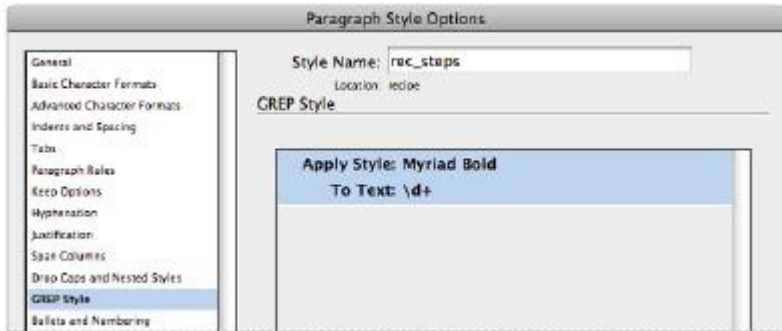 Paragraph Style Options
General
Basic Character Formats
Advanced Character Formats
Indents and Spacing
Tabs
Paragraph Rules
Keep Options
Hyphenation
Justification
Span Columns
Drop Caps and Nested Styles
GREP Style
Bullets and Numbering
Style Name: rec_steps
Location: recipe
GREP Style
Apply Style: Myriad Bold
To Text: \d+